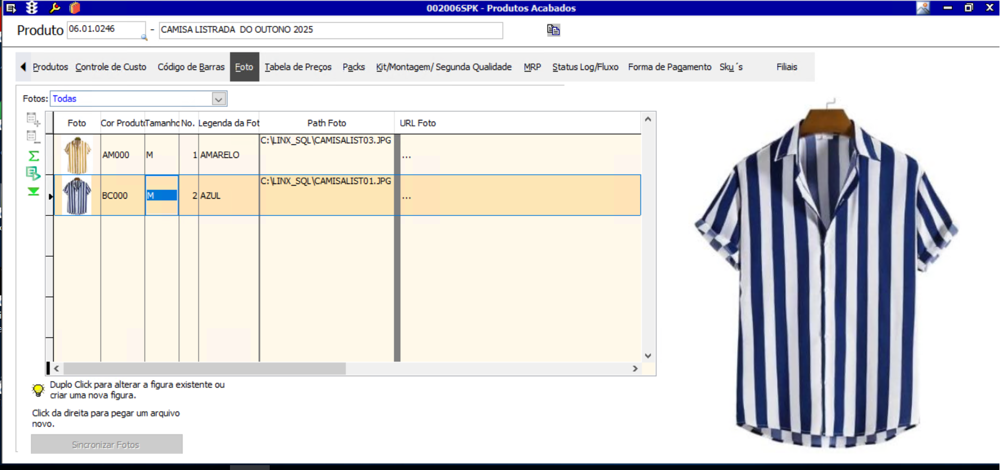 002006SPK - Produtos Acabados
Produto 06.01.0246 - CAMISA LISTRADA DO OUTONO 2025
Produtos Controle de Custo Código de Barras Foto Tabela de Preços Packs Kit/Montagem/ Segunda Qualidade MRP Status Log/Fluxo Forma de Pagamento Sku´s Filiais
Fotos: Todas
Foto Cor Produt Tamanho No. Legenda da Fot Path Foto URL Foto
AM000 M 1 AMARELO C:\LINX_SQL\CAMISALIST03.JPG ...
BC000 M 2 AZUL C:\LINX_SQL\CAMISALIST01.JPG ...
Duplo Click para alterar a figura existente ou
criar uma nova figura.
Click da direita para pegar um arquivo
novo.
Sincronizar Fotos